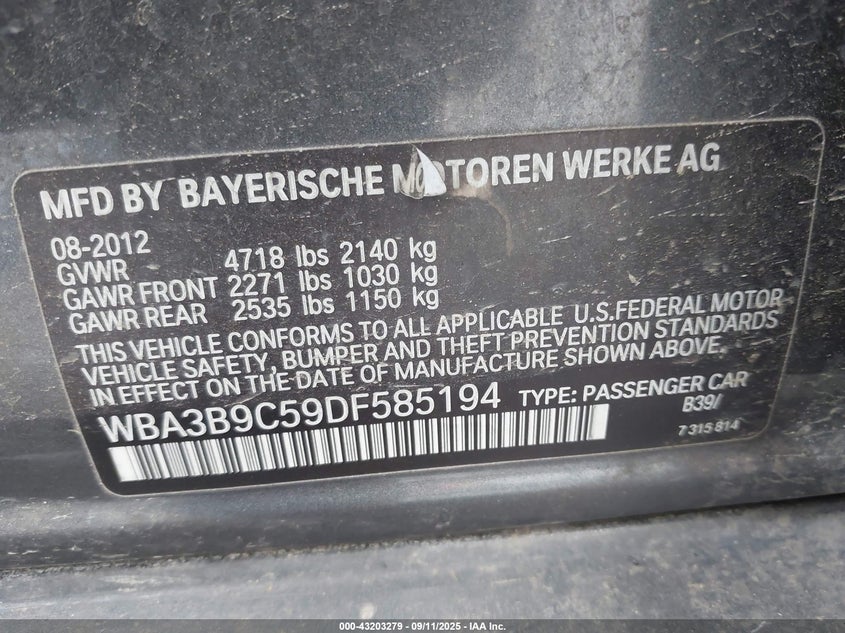 MFD BY BAYERISCHE MOTOREN WERKE AG
08-2012
GVWR 4718 lbs 2140 kg
GAWR FRONT 2271 lbs 1030 kg
GAWR REAR 2535 lbs 1150 kg
THIS VEHICLE CONFORMS TO ALL APPLICABLE U.S.FEDERAL MOTOR
VEHICLE SAFETY, BUMPER AND THEFT PREVENTION STANDARDS
IN EFFECT ON THE DATE OF MANUFACTURE SHOWN ABOVE.
WBA3B9C59DF585194 TYPE: PASSENGER CAR
B39/
7 315 814
000-43203279 - 09/11/2025 - IAA Inc.